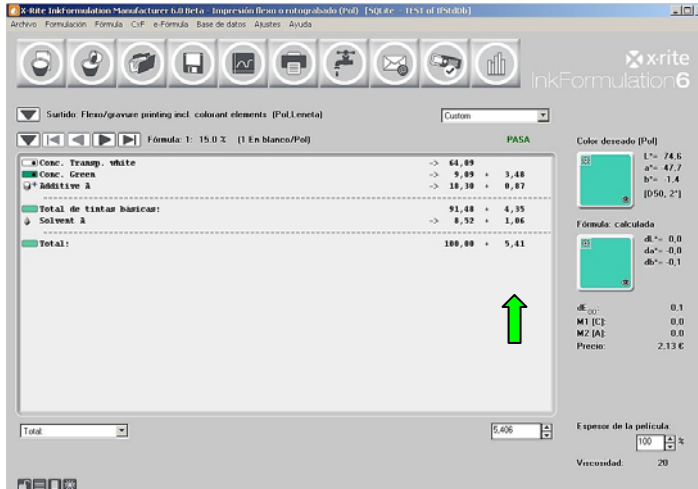 X-Rite InkFormulation Manufacturer 6.0 Beta - Impresión flexo o rotograbado (Pol) [SQLite - TEST of IFStdDb]
Archivo Formulación Fórmula CxF e-Fórmula Base de datos Ajustes Ayuda
x·rite
InkFormulation6
Surtido: Flexo/gravure printing incl. colorant elements (Pol,Leneta) Custom
Fórmula: 1: 15.0 % (1 En blanco/Pol) PASA
Conc. Transp. white -> 64,09
Conc. Green -> 9,09 + 3,48
Additive A -> 18,30 + 0,87
Total de tintas básicas: 91,48 + 4,35
Solvent A -> 8,52 + 1,06
Total: 100,00 + 5,41
Color deseado (Pol)
L*= 74,6
a*= -47,7
b*= -1,4
[D50, 2°]
Fórmula: calculada
dL*= 0,0
da*= -0,0
db*= -0,1
dE00: 0,1
M1 [C]: 0,0
M2 [A]: 0,0
Precio: 2,13 €
Total: 5,406
Espesor de la película:
100 %
Viscosidad: 20